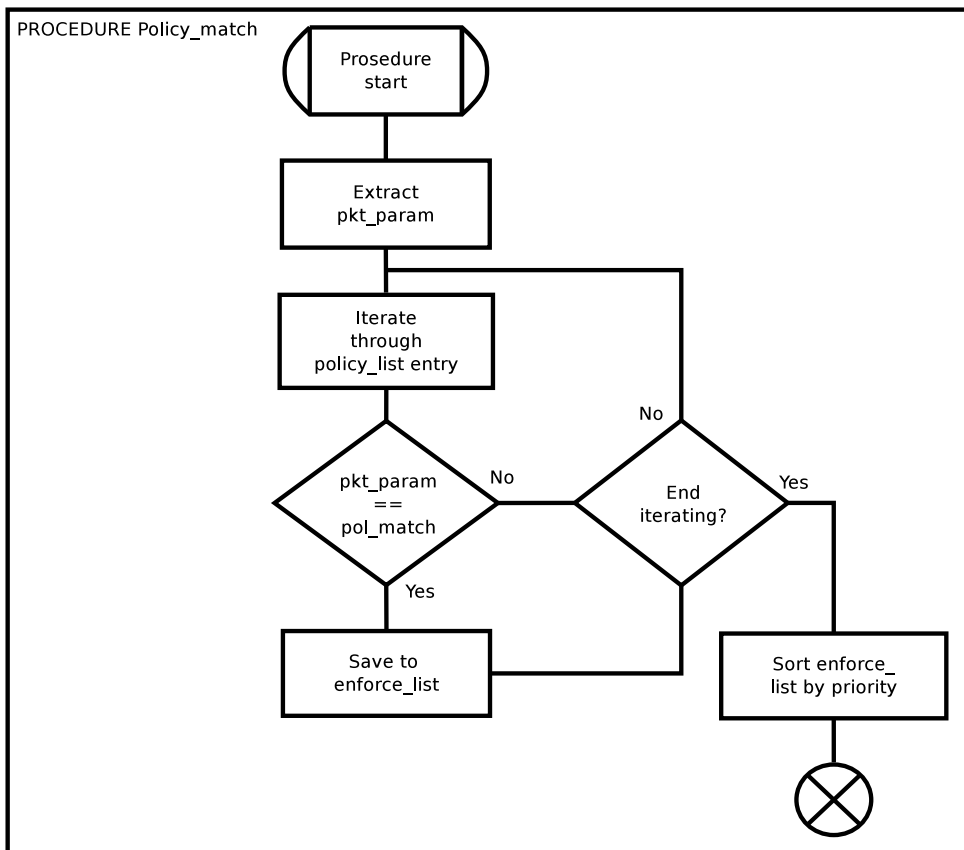 PROCEDURE Policy_match
Prosedure
start
Extract
pkt_param
Iterate
through
policy_list entry
No
pkt_param
==
pol_match
No
End
iterating?
Yes
Yes
Save to
enforce_list
Sort enforce_
list by priority